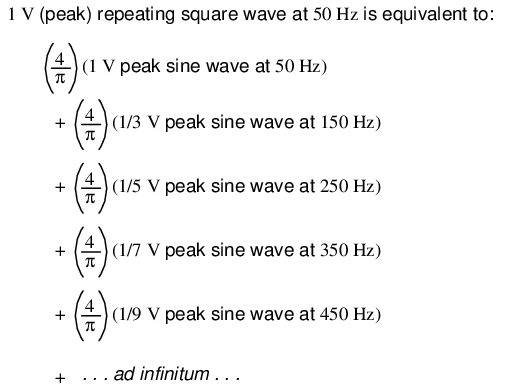 1 V (peak) repeating square wave at 50 Hz is equivalent to:
(4/π) (1 V peak sine wave at 50 Hz)
+ (4/π) (1/3 V peak sine wave at 150 Hz)
+ (4/π) (1/5 V peak sine wave at 250 Hz)
+ (4/π) (1/7 V peak sine wave at 350 Hz)
+ (4/π) (1/9 V peak sine wave at 450 Hz)
+ . . . ad infinitum . . .